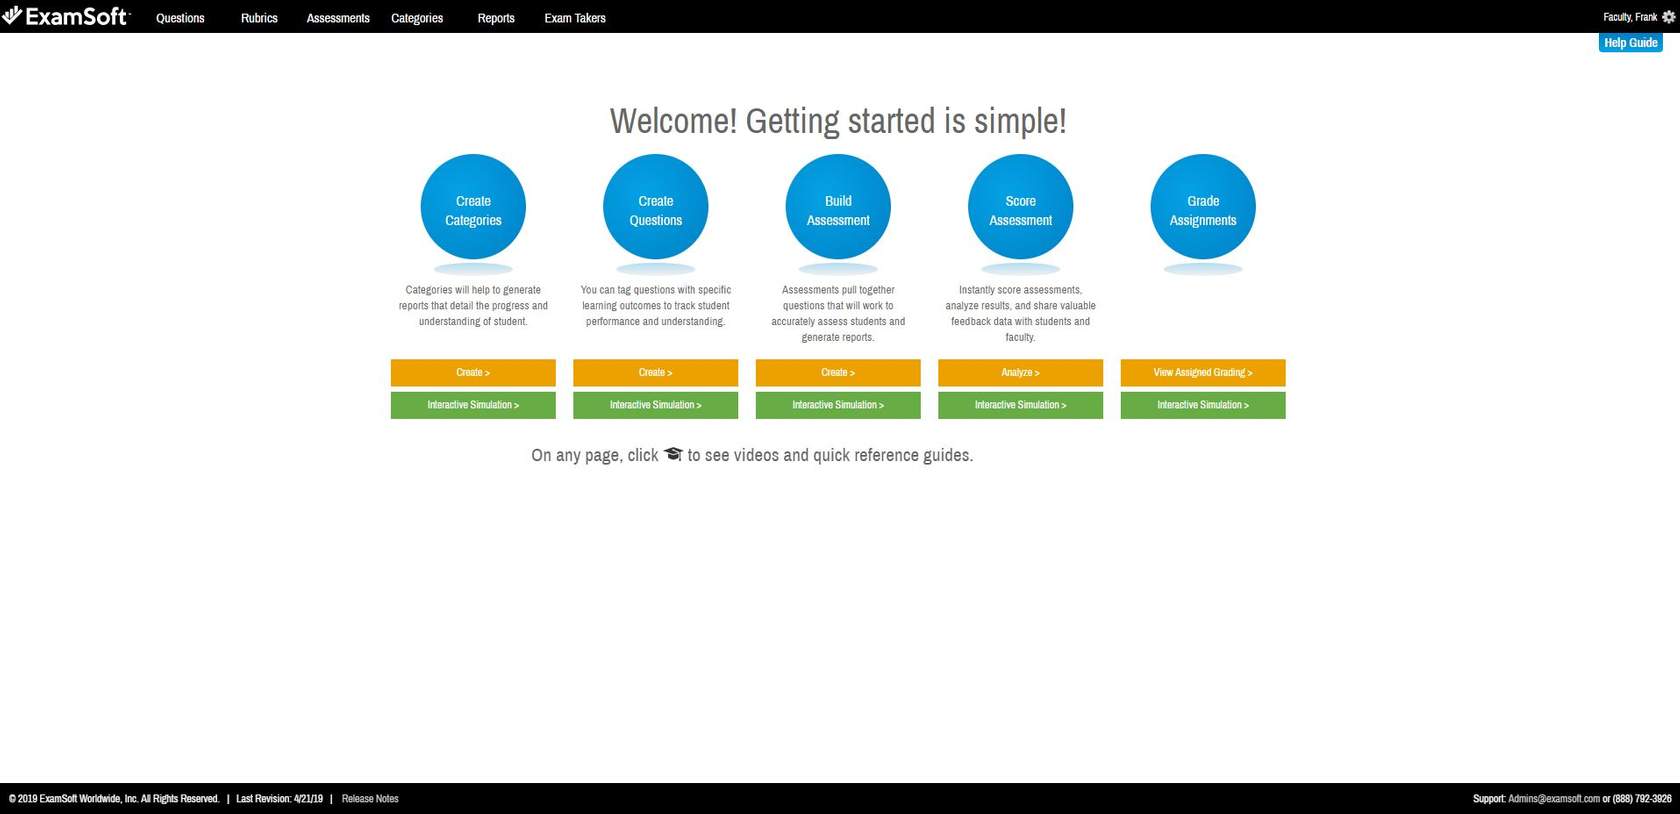 ExamSoft
Questions
Rubrics
Assessments
Categories
Reports
Exam Takers
Faculty, Frank
Help Guide
Welcome! Getting started is simple!
Create
Categories
Create
Questions
Build
Assessment
Score
Assessment
Grade
Assignments
Categories will help to generate
reports that detail the progress and
understanding of student.
You can tag questions with specific
learning outcomes to track student
performance and understanding.
Assessments pull together
questions that will work to
accurately assess students and
generate reports.
Instantly score assessments,
analyze results, and share valuable
feedback data with students and
faculty.
Create >
Create >
Create >
Analyze >
View Assigned Grading >
Interactive Simulation >
Interactive Simulation >
Interactive Simulation >
Interactive Simulation >
Interactive Simulation >
On any page, click to see videos and quick reference guides.
© 2019 ExamSoft Worldwide, Inc. All Rights Reserved. | Last Revision: 4/21/19 | Release Notes
Support: Admins@examsoft.com or (888) 792-3926